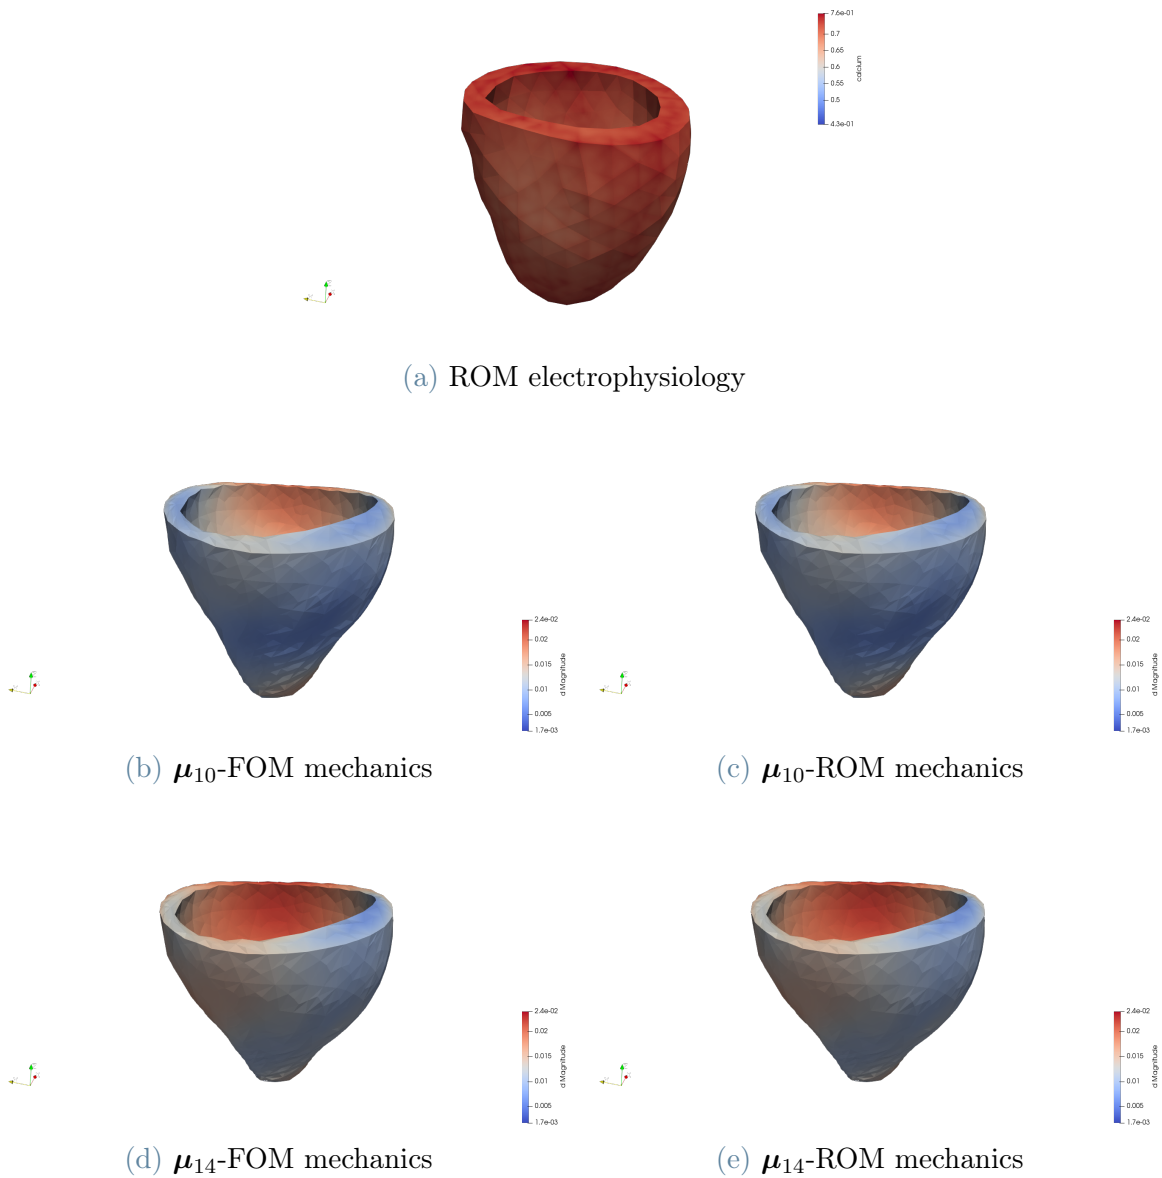 7.6e-01
0.7
0.65
0.6
0.55
0.5
4.3e-01
calcium
(a) ROM electrophysiology
2.4e-02
0.02
0.015
0.01
0.005
1.7e-03
d Magnitude
2.4e-02
0.02
0.015
0.01
0.005
1.7e-03
d Magnitude
(b) μ₁₀-FOM mechanics
(c) μ₁₀-ROM mechanics
2.4e-02
0.02
0.015
0.01
0.005
1.7e-03
d Magnitude
2.4e-02
0.02
0.015
0.01
0.005
1.7e-03
d Magnitude
(d) μ₁₄-FOM mechanics
(e) μ₁₄-ROM mechanics